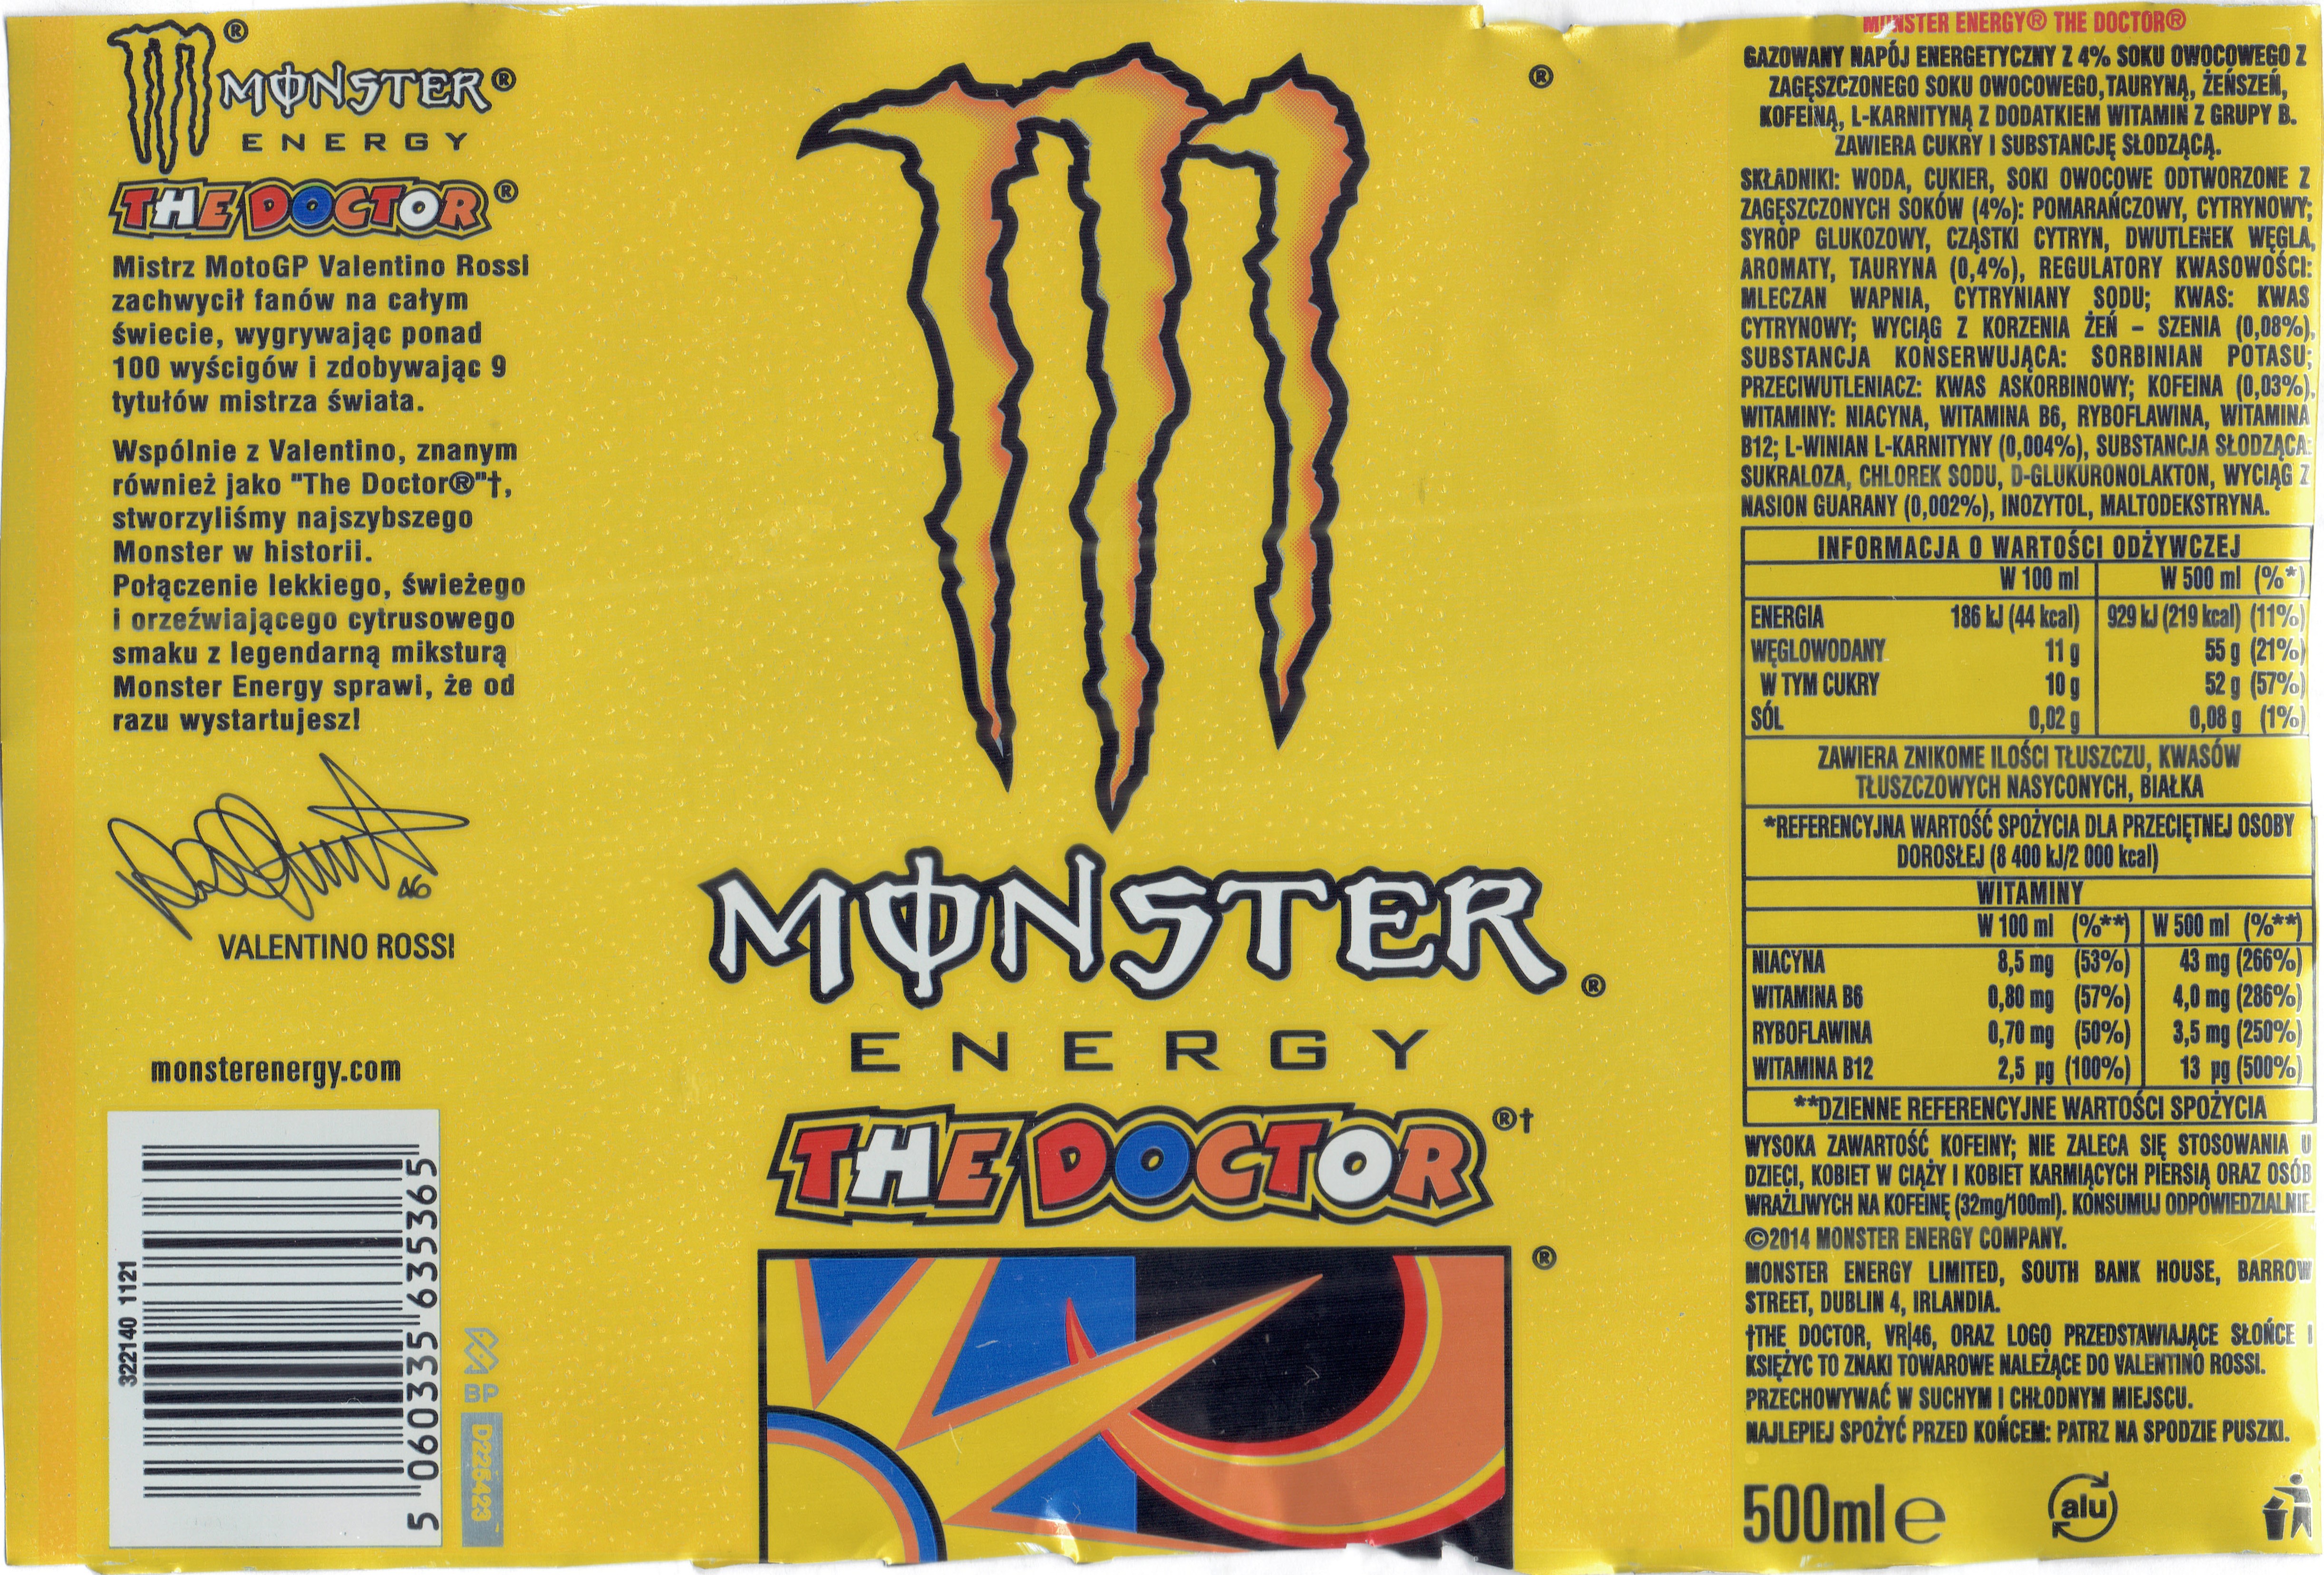 ®
MONSTER®
ENERGY
THE DOCTOR®
Mistrz MotoGP Valentino Rossi
zachwycił fanów na całym
świecie, wygrywając ponad
100 wyścigów i zdobywając 9
tytułów mistrza świata.
Wspólnie z Valentino, znanym
również jako "The Doctor®"†,
stworzyliśmy najszybszego
Monster w historii.
Połączenie lekkiego, świeżego
i orzeźwiającego cytrusowego
smaku z legendarną miksturą
Monster Energy sprawi, że od
razu wystartujesz!
46
VALENTINO ROSSI
monsterenergy.com
322140 1121
5 060335 635365
BP
D226423
®
MONSTER®
ENERGY
THE DOCTOR®†
®
MONSTER ENERGY® THE DOCTOR®
GAZOWANY NAPÓJ ENERGETYCZNY Z 4% SOKU OWOCOWEGO Z
ZAGĘSZCZONEGO SOKU OWOCOWEGO, TAURYNĄ, ŻEŃSZEŃ,
KOFEINĄ, L-KARNITYNĄ Z DODATKIEM WITAMIN Z GRUPY B.
ZAWIERA CUKRY I SUBSTANCJĘ SŁODZĄCĄ.
SKŁADNIKI: WODA, CUKIER, SOKI OWOCOWE ODTWORZONE Z
ZAGĘSZCZONYCH SOKÓW (4%): POMARAŃCZOWY, CYTRYNOWY;
SYROP GLUKOZOWY, CZĄSTKI CYTRYN, DWUTLENEK WĘGLA,
AROMATY, TAURYNA (0,4%), REGULATORY KWASOWOŚCI:
MLECZAN WAPNIA, CYTRYNIANY SODU; KWAS: KWAS
CYTRYNOWY; WYCIĄG Z KORZENIA ŻEŃ – SZENIA (0,08%),
SUBSTANCJA KONSERWUJĄCA: SORBINIAN POTASU;
PRZECIWUTLENIACZ: KWAS ASKORBINOWY; KOFEINA (0,03%),
WITAMINY: NIACYNA, WITAMINA B6, RYBOFLAWINA, WITAMINA
B12; L-WINIAN L-KARNITYNY (0,004%), SUBSTANCJA SŁODZĄCA:
SUKRALOZA, CHLOREK SODU, D-GLUKURONOLAKTON, WYCIĄG Z
NASION GUARANY (0,002%), INOZYTOL, MALTODEKSTRYNA.
INFORMACJA O WARTOŚCI ODŻYWCZEJ
W 100 ml W 500 ml (%*)
ENERGIA 186 kJ (44 kcal) 929 kJ (219 kcal) (11%)
WĘGLOWODANY 11 g 55 g (21%)
W TYM CUKRY 10 g 52 g (57%)
SÓL 0,02 g 0,08 g (1%)
ZAWIERA ZNIKOME ILOŚCI TŁUSZCZU, KWASÓW
TŁUSZCZOWYCH NASYCONYCH, BIAŁKA
*REFERENCYJNA WARTOŚĆ SPOŻYCIA DLA PRZECIĘTNEJ OSOBY
DOROSŁEJ (8 400 kJ/2 000 kcal)
WITAMINY
W 100 ml (%**) W 500 ml (%**)
NIACYNA 8,5 mg (53%) 43 mg (266%)
WITAMINA B6 0,80 mg (57%) 4,0 mg (286%)
RYBOFLAWINA 0,70 mg (50%) 3,5 mg (250%)
WITAMINA B12 2,5 µg (100%) 13 µg (500%)
**DZIENNE REFERENCYJNE WARTOŚCI SPOŻYCIA
WYSOKA ZAWARTOŚĆ KOFEINY; NIE ZALECA SIĘ STOSOWANIA U
DZIECI, KOBIET W CIĄŻY I KOBIET KARMIĄCYCH PIERSIĄ ORAZ OSÓB
WRAŻLIWYCH NA KOFEINĘ (32mg/100ml). KONSUMUJ ODPOWIEDZIALNIE.
©2014 MONSTER ENERGY COMPANY.
MONSTER ENERGY LIMITED, SOUTH BANK HOUSE, BARROW
STREET, DUBLIN 4, IRLANDIA.
†THE DOCTOR, VR|46, ORAZ LOGO PRZEDSTAWIAJĄCE SŁOŃCE I
KSIĘŻYC TO ZNAKI TOWAROWE NALEŻĄCE DO VALENTINO ROSSI.
PRZECHOWYWAĆ W SUCHYM I CHŁODNYM MIEJSCU.
NAJLEPIEJ SPOŻYĆ PRZED KOŃCEM: PATRZ NA SPODZIE PUSZKI.
500ml e
alu